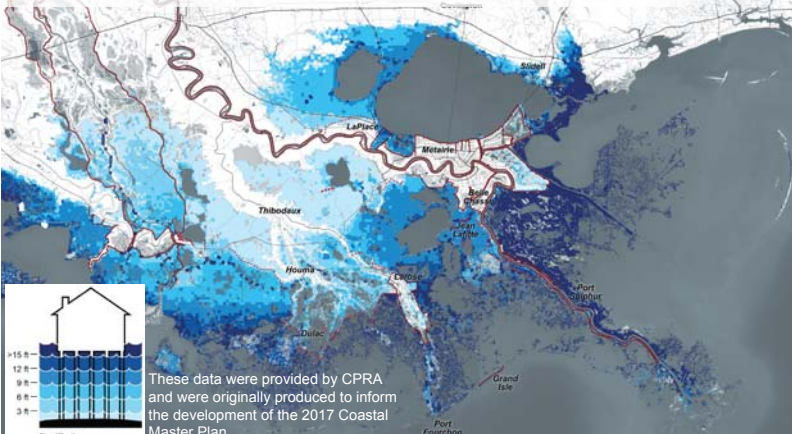 Covington
Slidell
LaPlace
Metairie
Belle
Chasse
Jean
Lafitte
Thibodaux
Houma
Larose
Port
Sulphur
Dulac
Grand
Isle
Port
Fourchon
>15 ft
12 ft
9 ft
6 ft
3 ft
These data were provided by CPRA
and were originally produced to inform
the development of the 2017 Coastal
Master Plan